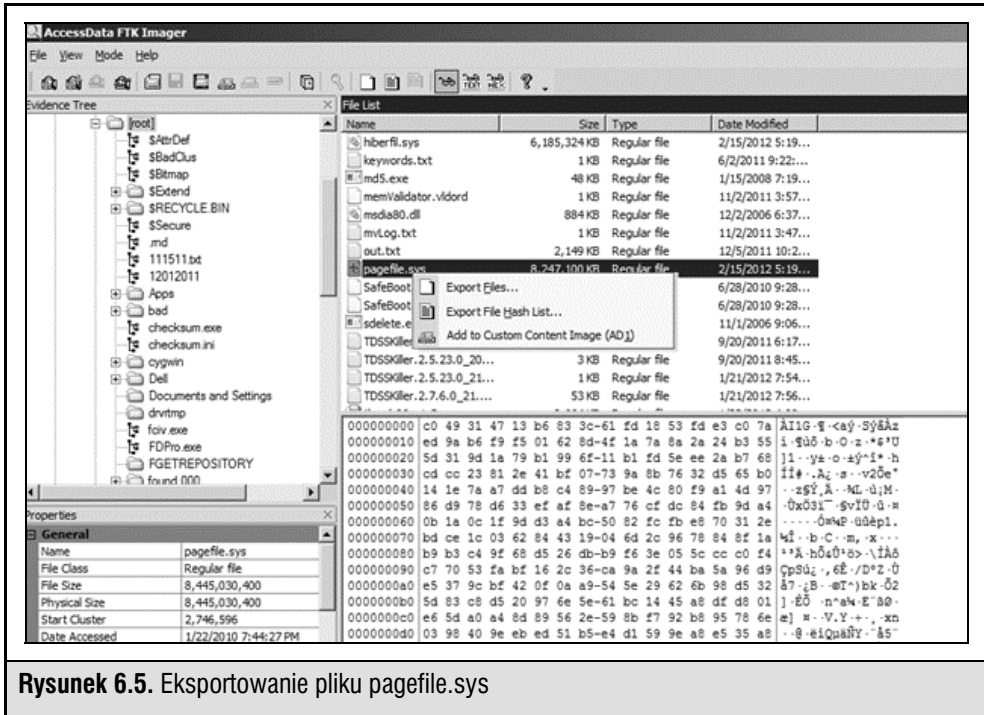 AccessData FTK Imager
File View Mode Help
Evidence Tree
[root]
$AttrDef
$BadClus
$Bitmap
$Extend
$RECYCLE.BIN
$Secure
.md
111511.txt
12012011
Apps
bad
checksum.exe
checksum.ini
cygwin
Dell
Documents and Settings
drvtmp
fciv.exe
FDPro.exe
FGETREPOSITORY
found.000
Properties
General
Name pagefile.sys
File Class Regular file
File Size 8,445,030,400
Physical Size 8,445,030,400
Start Cluster 2,746,596
Date Accessed 1/22/2010 7:44:27 PM
File List
Name Size Type Date Modified
hiberfil.sys 6,185,324 KB Regular file 2/15/2012 5:19...
keywords.txt 1 KB Regular file 6/2/2011 9:22:...
md5.exe 48 KB Regular file 1/15/2008 7:19...
memValidator.vldord 1 KB Regular file 11/2/2011 3:57...
msdia80.dll 884 KB Regular file 12/2/2006 6:37...
mvLog.txt 1 KB Regular file 11/2/2011 3:47...
out.txt 2,149 KB Regular file 12/5/2011 10:2...
pagefile.sys 8,247,100 KB Regular file 2/15/2012 5:19...
SafeBoot 6/28/2010 9:28...
SafeBoot 6/28/2010 9:28...
sdelete.e 11/1/2006 9:06...
TDSSKiller 9/20/2011 6:17...
TDSSKiller.2.5.23.0_20... 3 KB Regular file 9/20/2011 8:45...
TDSSKiller.2.5.23.0_21... 1 KB Regular file 1/21/2012 7:54...
TDSSKiller.2.7.6.0_21.... 53 KB Regular file 1/21/2012 7:56...
Export Files...
Export File Hash List...
Add to Custom Content Image (AD1)
000000000 c0 49 31 47 13 b6 83 3c-61 fd 18 53 fd e3 c0 7a
000000010 ed 9a b6 f9 f5 01 62 8d-4f 1a 7a 8a 2a 24 b3 55
000000020 5d 31 9d 1a 79 b1 99 6f-11 b1 fd 5e ee 2a b7 68
000000030 cd cc 23 81 2e 41 bf 07-73 9a 8b 76 32 d5 65 b0
000000040 14 1e 7a a7 dd b8 c4 89-97 be 4c 80 f9 a1 4d 97
000000050 86 d9 78 d6 33 ef af 8e-a7 76 cf dc 84 fb 9d a4
000000060 0b 1a 0c 1f 9d d3 a4 bc-50 82 fc fb e8 70 31 2e
000000070 bd ce 1c 03 62 84 43 19-04 6d 2c 96 78 84 8f 1a
000000080 b9 b3 c4 9f 68 d5 26 db-b9 f6 3e 05 5c cc c0 f4
000000090 c7 70 53 fa bf 16 2c 36-ca 9a 2f 44 ba 5a 96 d9
0000000a0 e5 37 9c bf 42 0f 0a a9-54 5e 29 62 6b 98 d5 32
0000000b0 5d 83 c8 d5 20 97 6e 5e-61 bc 14 45 a8 df d8 01
0000000c0 e6 5d a0 a4 8d 89 56 2e-59 8b f7 92 b8 95 78 6e
0000000d0 03 98 40 9e eb ed 51 b5-e4 d1 59 9e a8 e5 35 a8
Rysunek 6.5. Eksportowanie pliku pagefile.sys